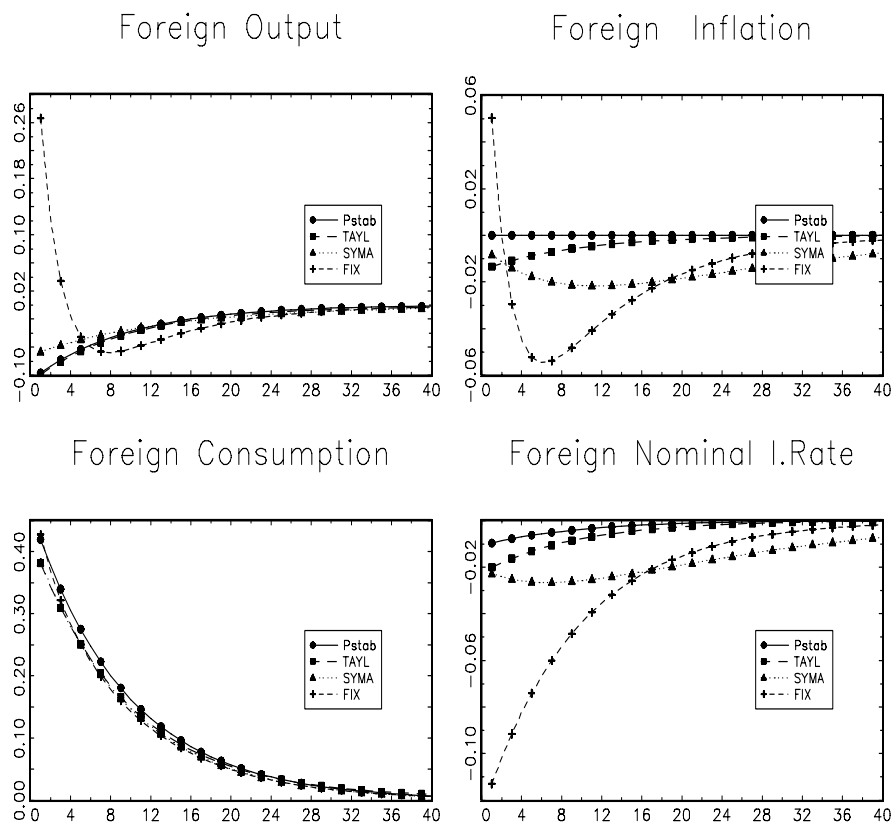 Foreign Output
Foreign Inflation
0.26
0.18
0.10
0.02
-0.10
0 4 8 12 16 20 24 28 32 36 40
Pstab
TAYL
SYMA
FIX
0.06
0.02
-0.02
-0.06
0 4 8 12 16 20 24 28 32 36 40
Pstab
TAYL
SYMA
FIX
Foreign Consumption
Foreign Nominal I.Rate
0.40
0.30
0.20
0.10
0.00
0 4 8 12 16 20 24 28 32 36 40
Pstab
TAYL
SYMA
FIX
-0.02
-0.06
-0.10
0 4 8 12 16 20 24 28 32 36 40
Pstab
TAYL
SYMA
FIX